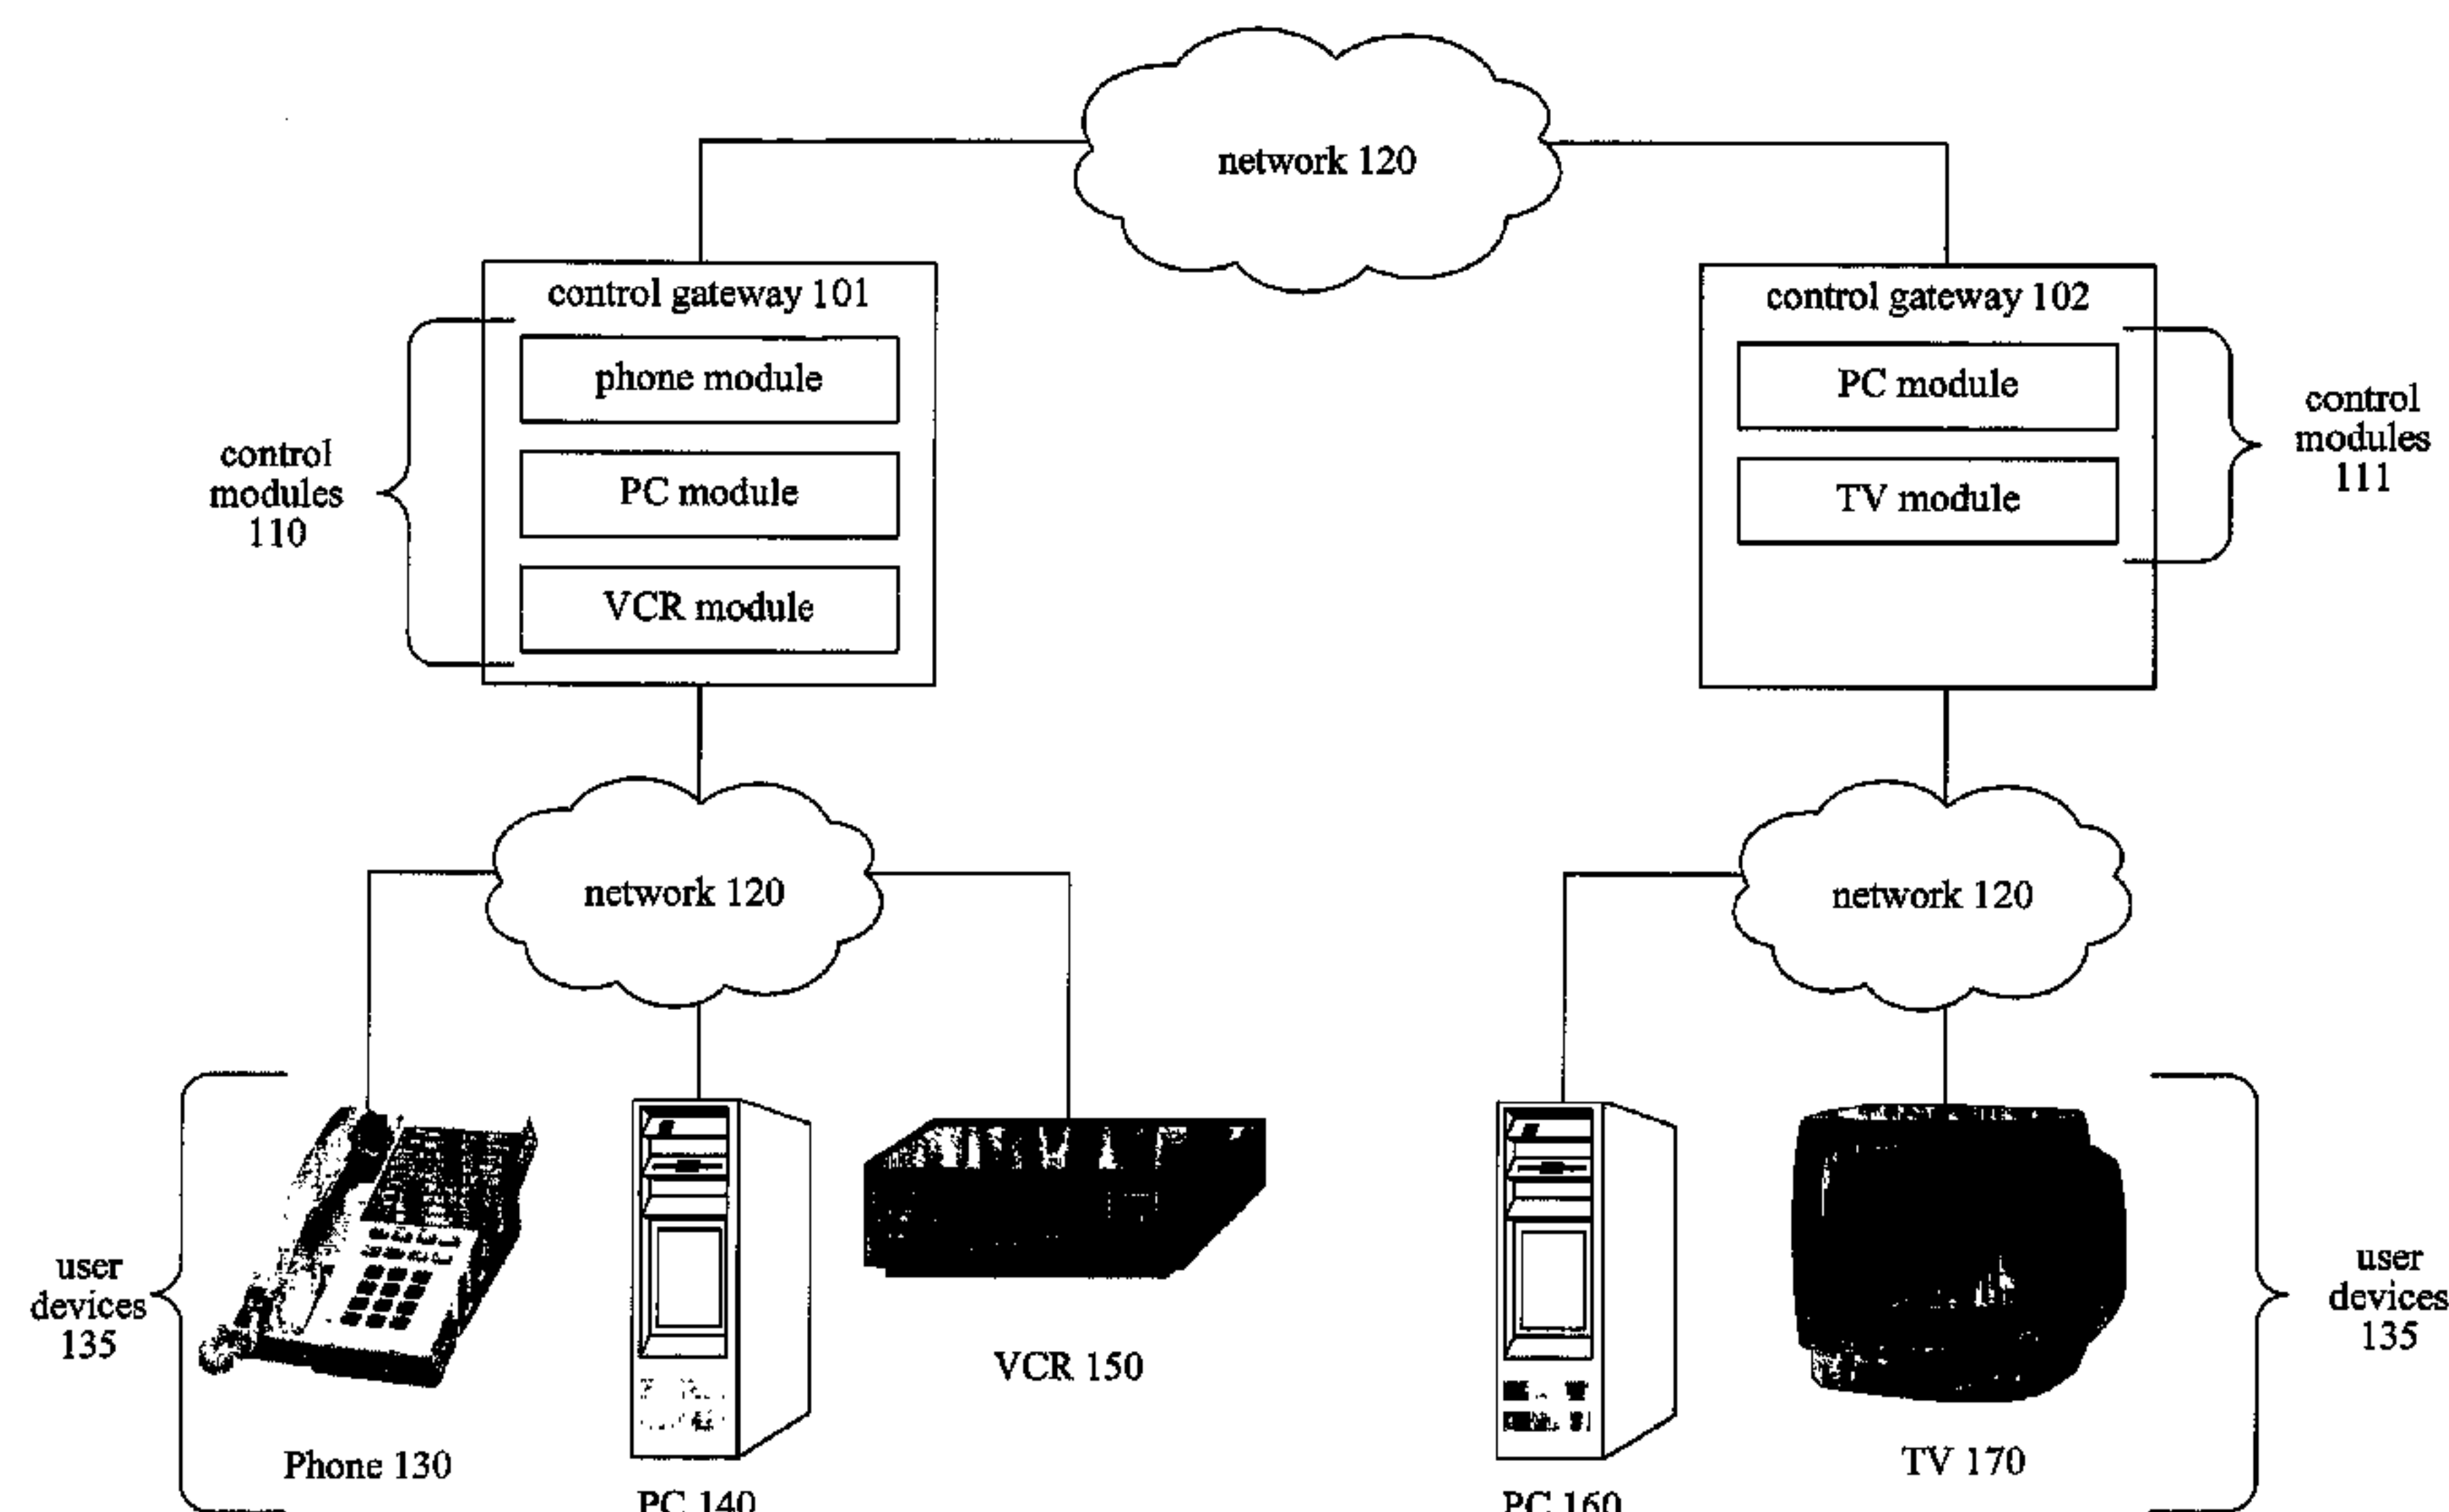 network 120
control gateway 101
phone module
PC module
VCR module
control
modules
110
control gateway 102
PC module
TV module
control
modules
111
network 120
network 120
user
devices
135
Phone 130
PC 140
VCR 150
PC 160
TV 170
user
devices
135